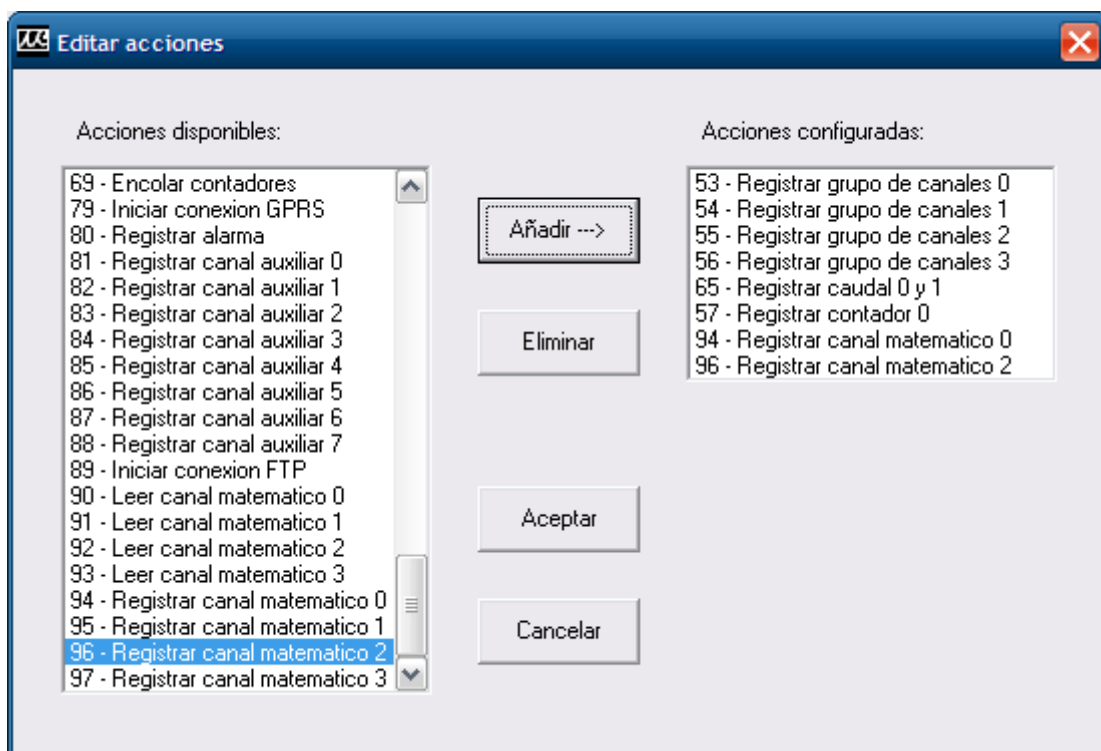 Editar acciones
Acciones disponibles:
69 - Encolar contadores
79 - Iniciar conexion GPRS
80 - Registrar alarma
81 - Registrar canal auxiliar 0
82 - Registrar canal auxiliar 1
83 - Registrar canal auxiliar 2
84 - Registrar canal auxiliar 3
85 - Registrar canal auxiliar 4
86 - Registrar canal auxiliar 5
87 - Registrar canal auxiliar 6
88 - Registrar canal auxiliar 7
89 - Iniciar conexion FTP
90 - Leer canal matematico 0
91 - Leer canal matematico 1
92 - Leer canal matematico 2
93 - Leer canal matematico 3
94 - Registrar canal matematico 0
95 - Registrar canal matematico 1
96 - Registrar canal matematico 2
97 - Registrar canal matematico 3
Añadir --->
Eliminar
Aceptar
Cancelar
Acciones configuradas:
53 - Registrar grupo de canales 0
54 - Registrar grupo de canales 1
55 - Registrar grupo de canales 2
56 - Registrar grupo de canales 3
65 - Registrar caudal 0 y 1
57 - Registrar contador 0
94 - Registrar canal matematico 0
96 - Registrar canal matematico 2